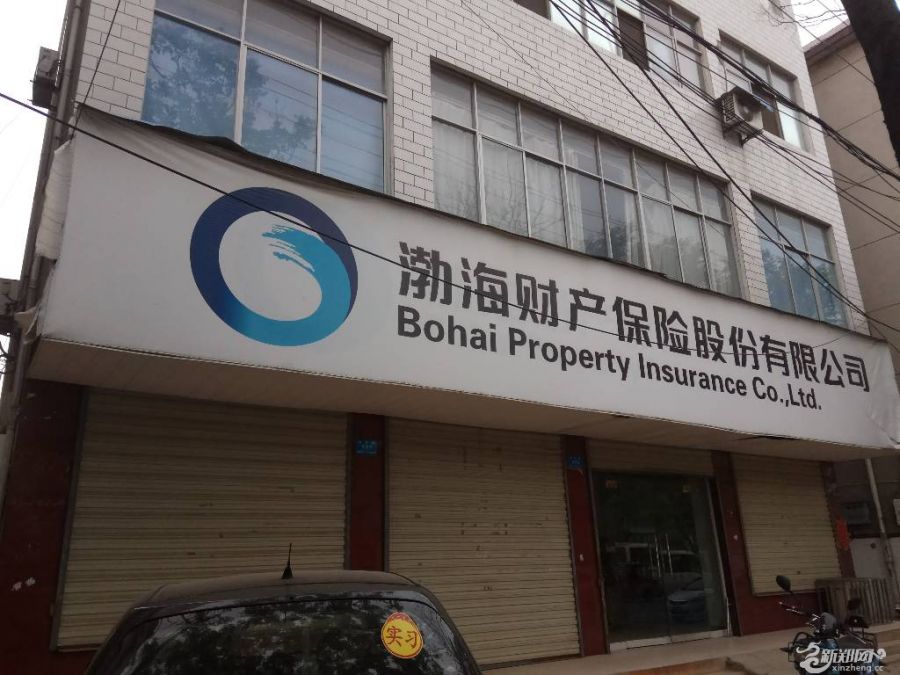 渤海财产保险股份有限公司
Bohai Property Insurance Co.,Ltd.
实习
新郑网
xinzheng.cc